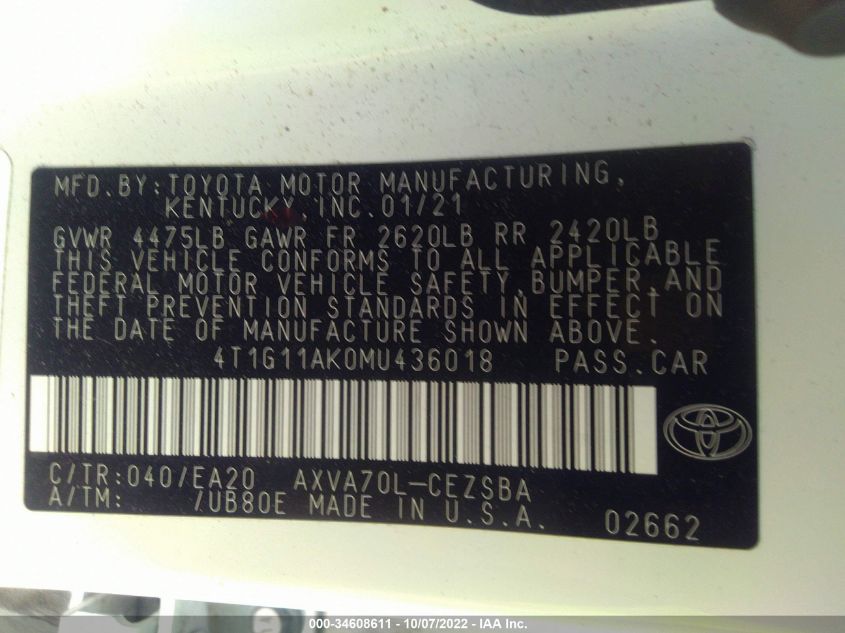 MFD. BY: TOYOTA MOTOR MANUFACTURING,
KENTUCKY, INC. 01/21
GVWR 4475LB GAWR FR 2620LB RR 2420LB
THIS VEHICLE CONFORMS TO ALL APPLICABLE
FEDERAL MOTOR VEHICLE SAFETY, BUMPER, AND
THEFT PREVENTION STANDARDS IN EFFECT ON
THE DATE OF MANUFACTURE SHOWN ABOVE.
4T1G11AK0MU436018 PASS. CAR
C/TR: 040/EA20 AXVA70L-CEZSBA
A/TM: /UB80E MADE IN U.S.A. 02662
000-34608611 - 10/07/2022 - IAA Inc.